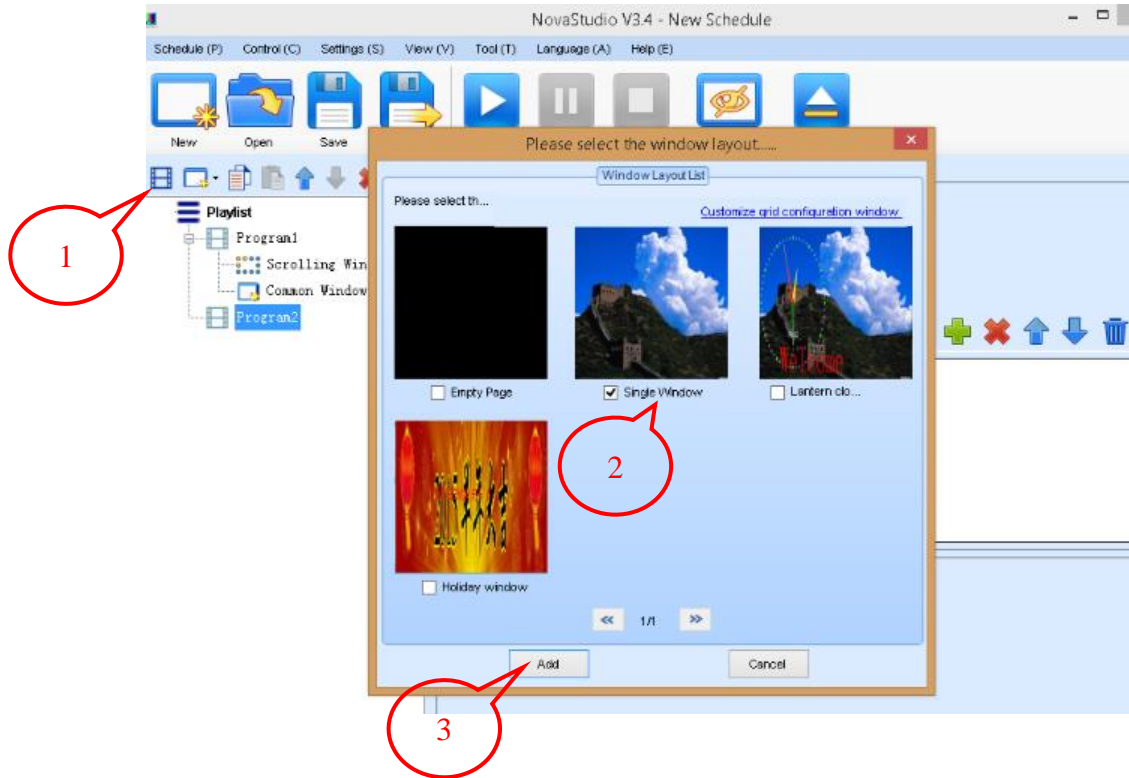 NovaStudio V3.4 - New Schedule
Schedule (P) Control (C) Settings (S) View (V) Tool (T) Language (A) Help (E)
New Open Save
Please select the window layout......
Window Layout List
Please select th...
Customize grid configuration window
Playlist
Program1
Scrolling Win
Common Window
Program2
1
Welcome
Empty Page Single Window Lantern clo...
2
Holiday window
1/1
Add Cancel
3